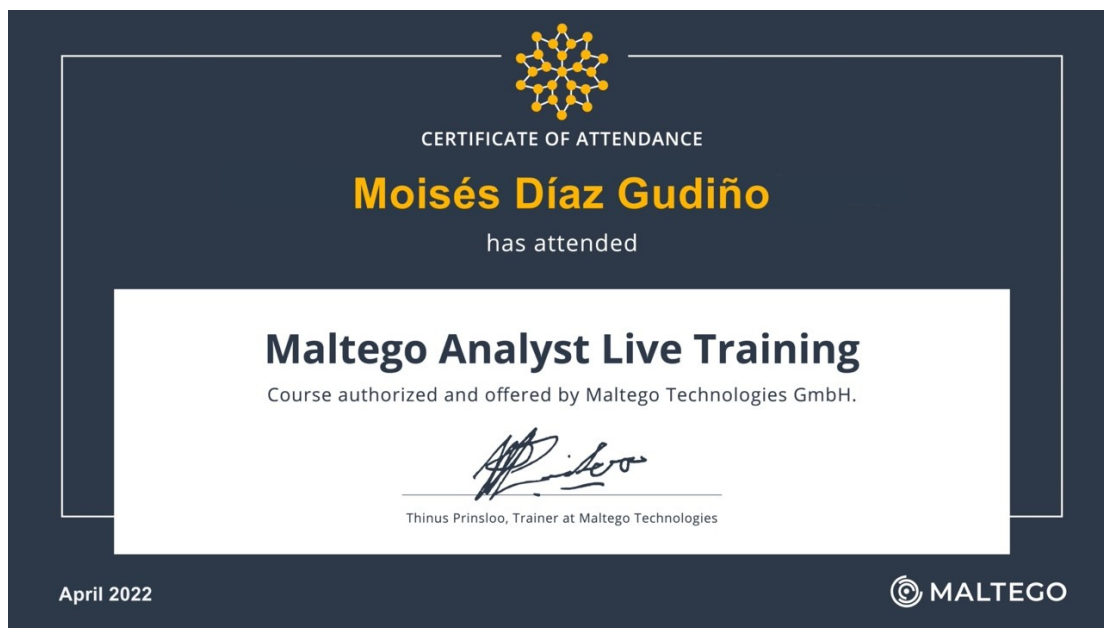 CERTIFICATE OF ATTENDANCE
Moisés Díaz Gudiño
has attended
Maltego Analyst Live Training
Course authorized and offered by Maltego Technologies GmbH.
Thinus Prinsloo, Trainer at Maltego Technologies
April 2022
MALTEGO